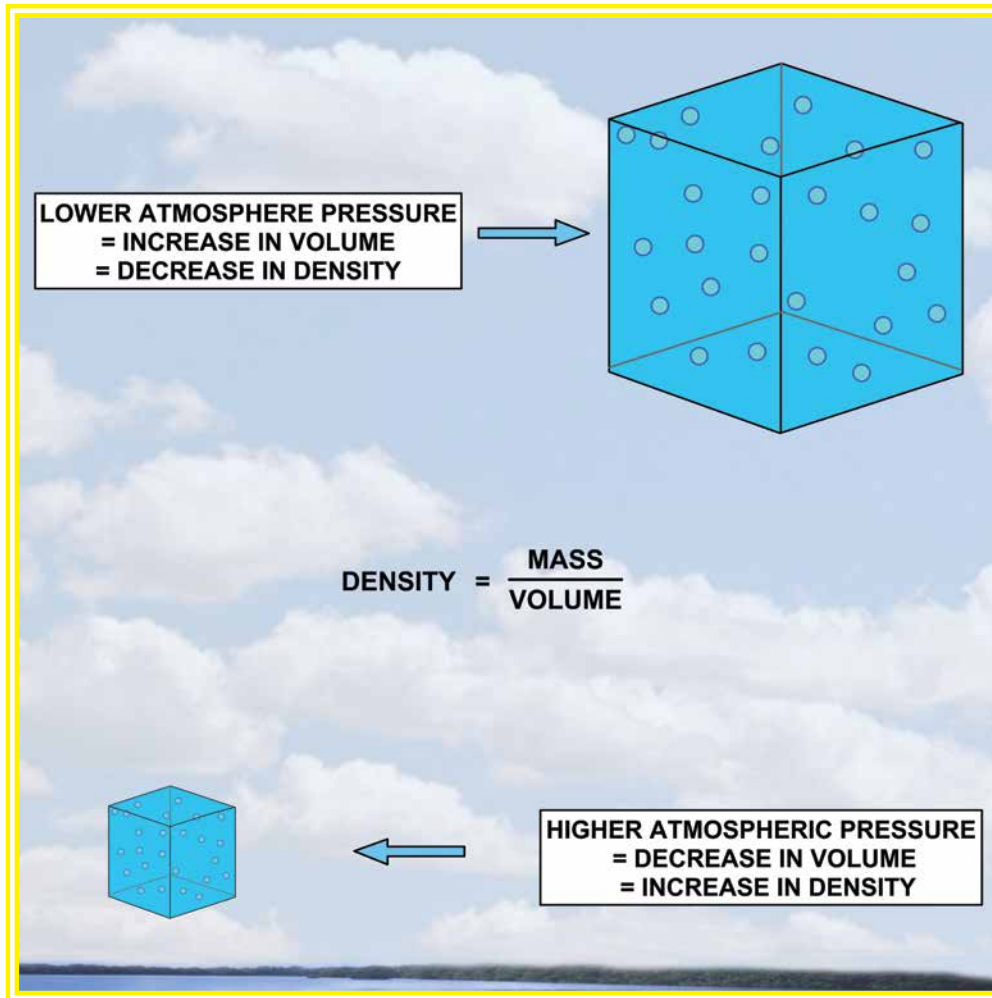 LOWER ATMOSPHERE PRESSURE
= INCREASE IN VOLUME
= DECREASE IN DENSITY
DENSITY = MASS
VOLUME
HIGHER ATMOSPHERIC PRESSURE
= DECREASE IN VOLUME
= INCREASE IN DENSITY